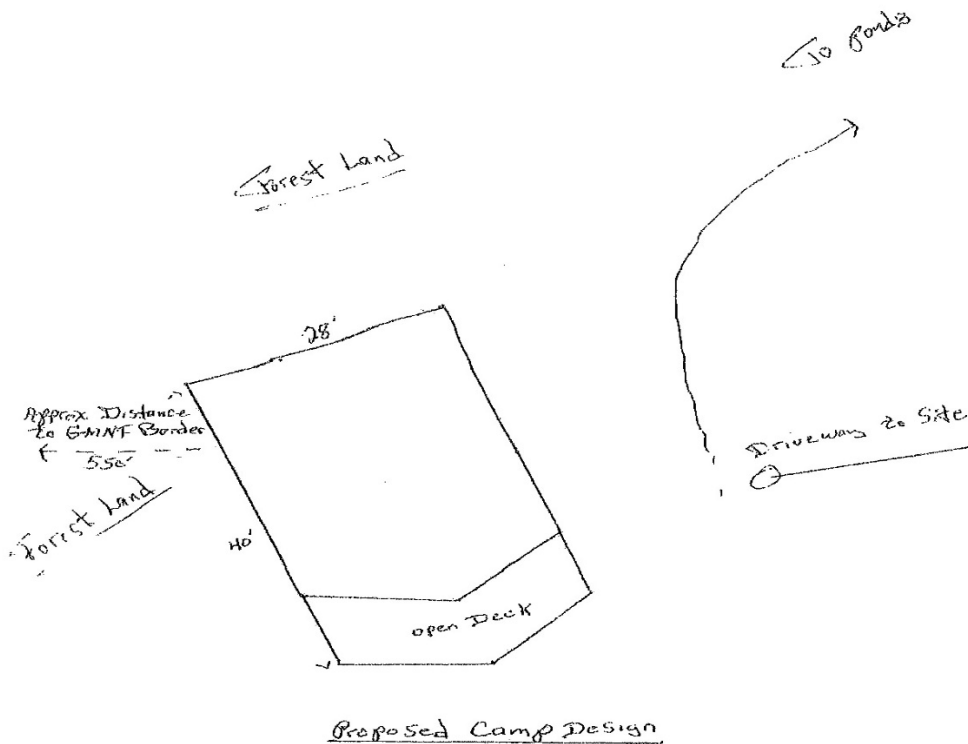 To Ponds
Forest Land
28'
Approx Distance
to GMNF Border
550'
Driveway to Site
Forest Land
40'
open Deck
Proposed Camp Design